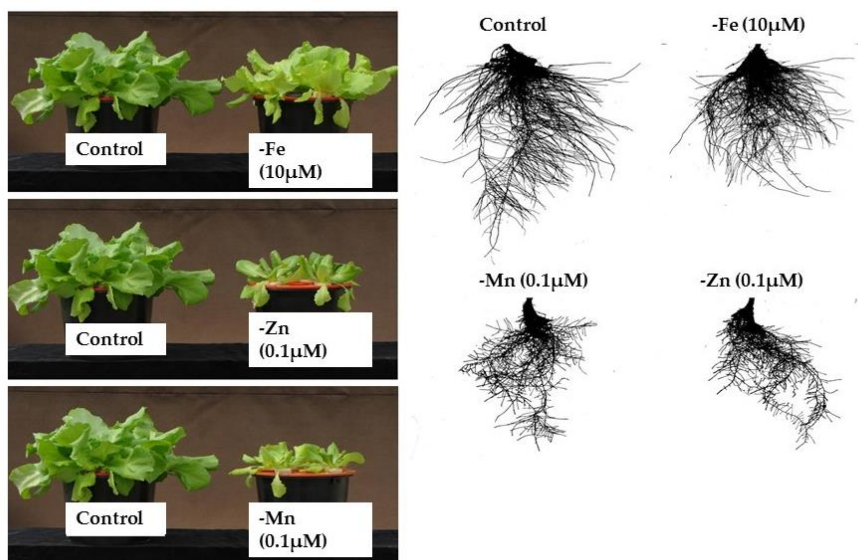 Control
-Fe
(10µM)
Control
-Zn
(0.1µM)
Control
-Mn
(0.1µM)
Control
-Fe (10µM)
-Mn (0.1µM)
-Zn (0.1µM)